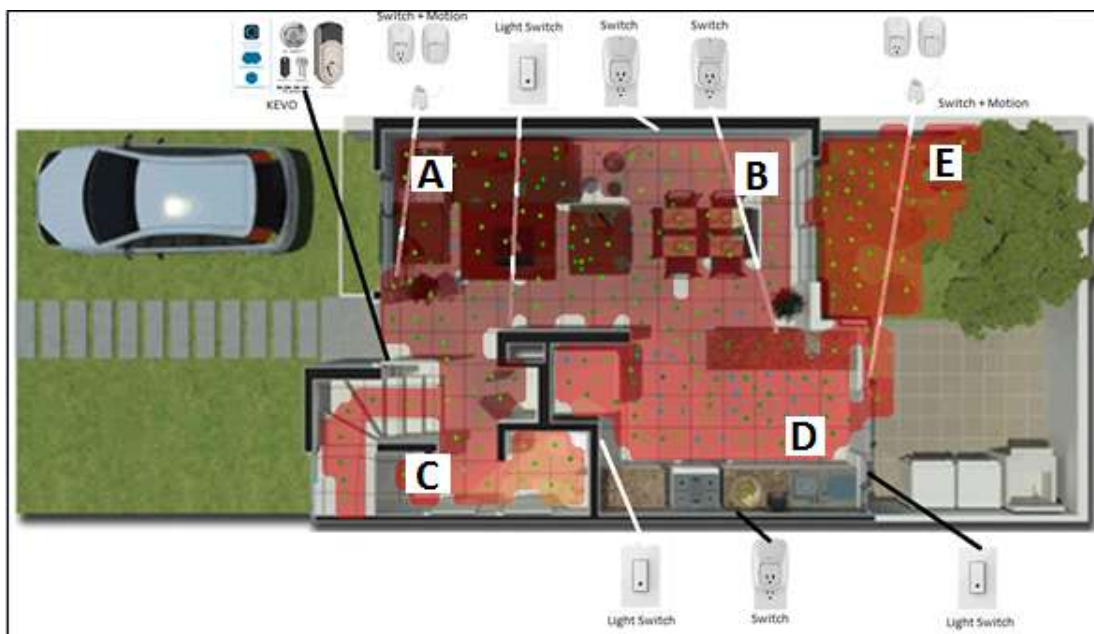 Switch + Motion
Light Switch
Switch
Switch
KEVO
Switch + Motion
A
B
E
C
D
Light Switch
Switch
Light Switch